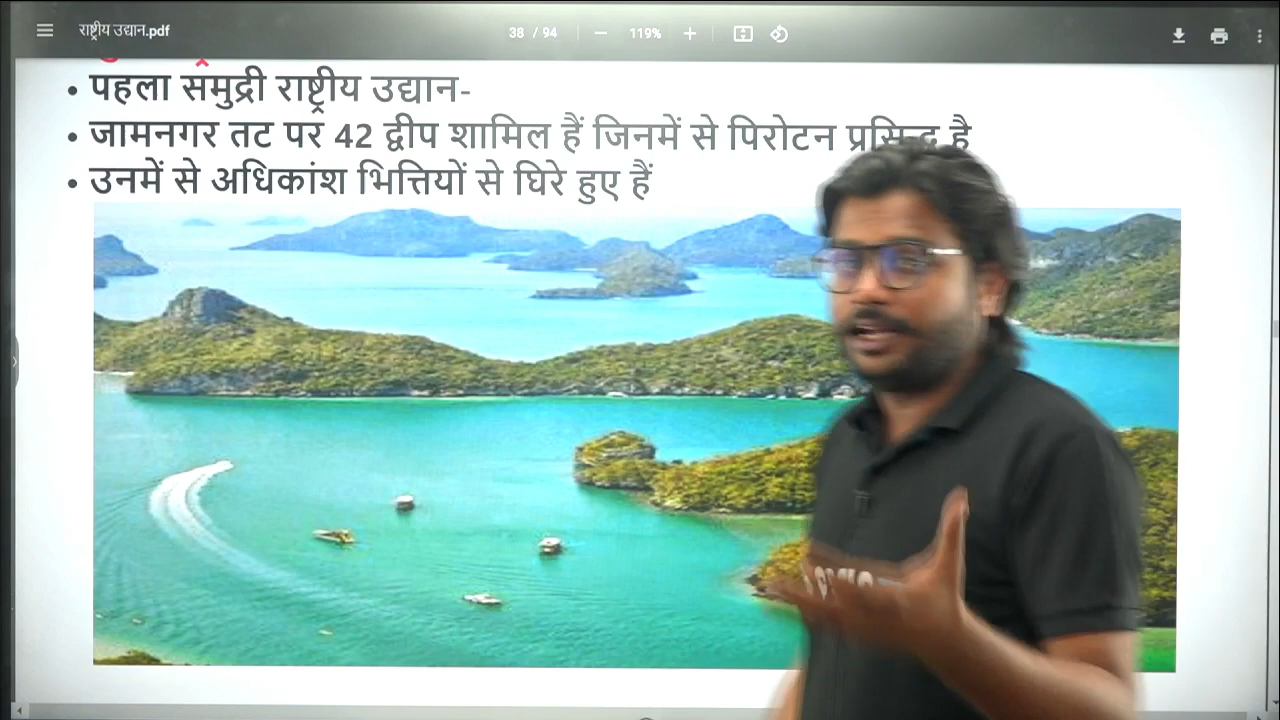 राष्ट्रीय उद्यान.pdf
38 / 94
119%
• पहला समुद्री राष्ट्रीय उद्यान-
• जामनगर तट पर 42 द्वीप शामिल हैं जिनमें से पिरोटन प्रसिद्ध है
• उनमें से अधिकांश भित्तियों से घिरे हुए हैं